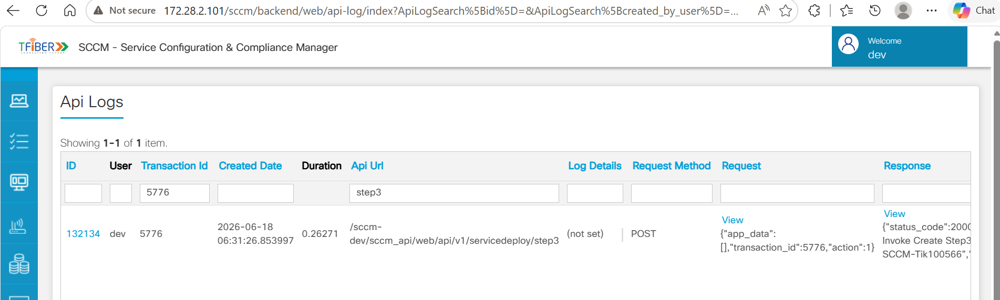 Not secure 172.28.2.101/sccm/backend/web/api-log/index?ApiLogSearch%5Bid%5D=&ApiLogSearch%5Bcreated_by_user%5D=... Chat
TFiBER SCCM - Service Configuration & Compliance Manager
Welcome
dev
Api Logs
Showing 1-1 of 1 item.
ID User Transaction Id Created Date Duration Api Url Log Details Request Method Request Response
5776 step3
132134 dev 5776 2026-06-18 06:31:26.853997 0.26271 /sccm-dev/sccm_api/web/api/v1/servicedeploy/step3 (not set) POST View
{"app_data":
[],"transaction_id":5776,"action":1}
View
{"status_code":2000
Invoke Create Step3
SCCM-Tik100566","